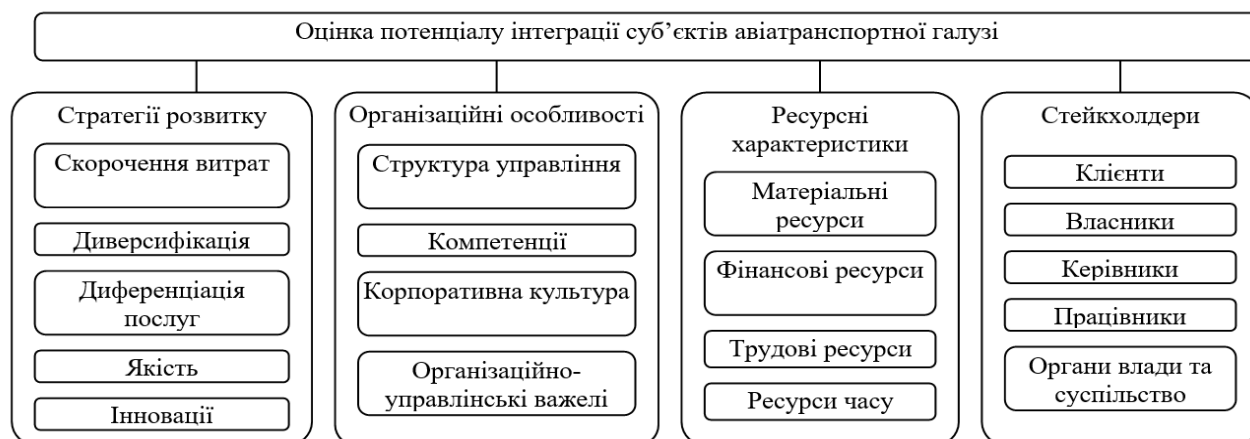 Оцінка потенціалу інтеграції суб’єктів авіатранспортної галузі
Стратегії розвитку
Скорочення витрат
Диверсифікація
Диференціація
послуг
Якість
Інновації
Організаційні особливості
Структура управління
Компетенції
Корпоративна культура
Організаційно-
управлінські важелі
Ресурсні
характеристики
Матеріальні
ресурси
Фінансові ресурси
Трудові ресурси
Ресурси часу
Стейкхолдери
Клієнти
Власники
Керівники
Працівники
Органи влади та
суспільство